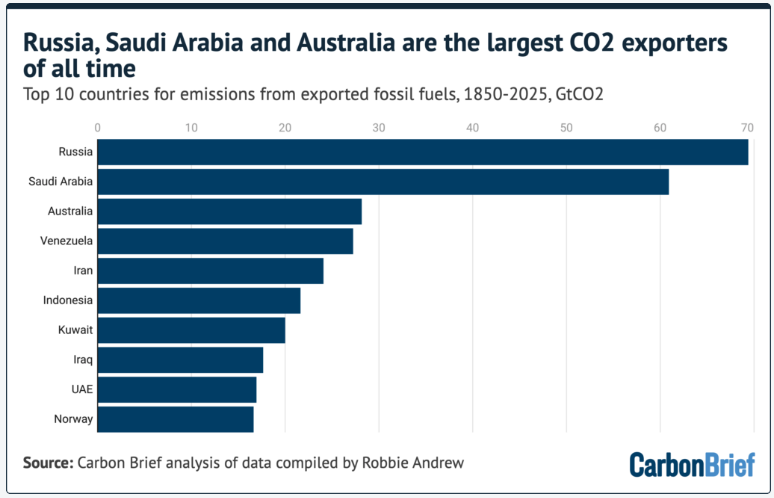 Russia, Saudi Arabia and Australia are the largest CO2 exporters
of all time
Top 10 countries for emissions from exported fossil fuels, 1850-2025, GtCO2
0 10 20 30 40 50 60 70
Russia
Saudi Arabia
Australia
Venezuela
Iran
Indonesia
Kuwait
Iraq
UAE
Norway
Source: Carbon Brief analysis of data compiled by Robbie Andrew
CarbonBrief